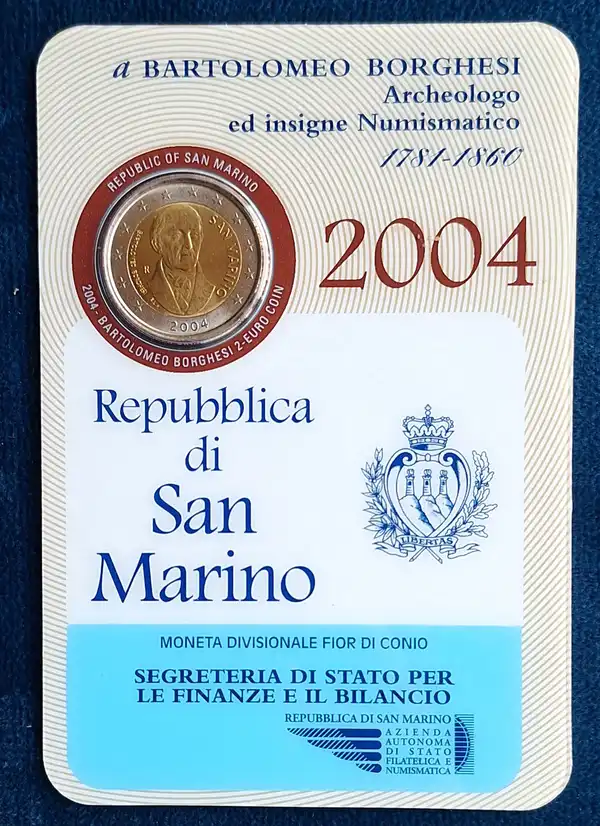 a BARTOLOMEO BORGHESI
Archeologo
ed insigne Numismatico
1781-1860
REPUBLIC OF SAN MARINO
2004 - BARTOLOMEO BORGHESI 2-EURO COIN
SAN MARINO
R
2004
2004
Repubblica
di
San
Marino
LIBERTAS
MONETA DIVISIONALE FIOR DI CONIO
SEGRETERIA DI STATO PER
LE FINANZE E IL BILANCIO
REPUBBLICA DI SAN MARINO
AZIENDA
AUTONOMA
DI STATO
FILATELICA E
NUMISMATICA